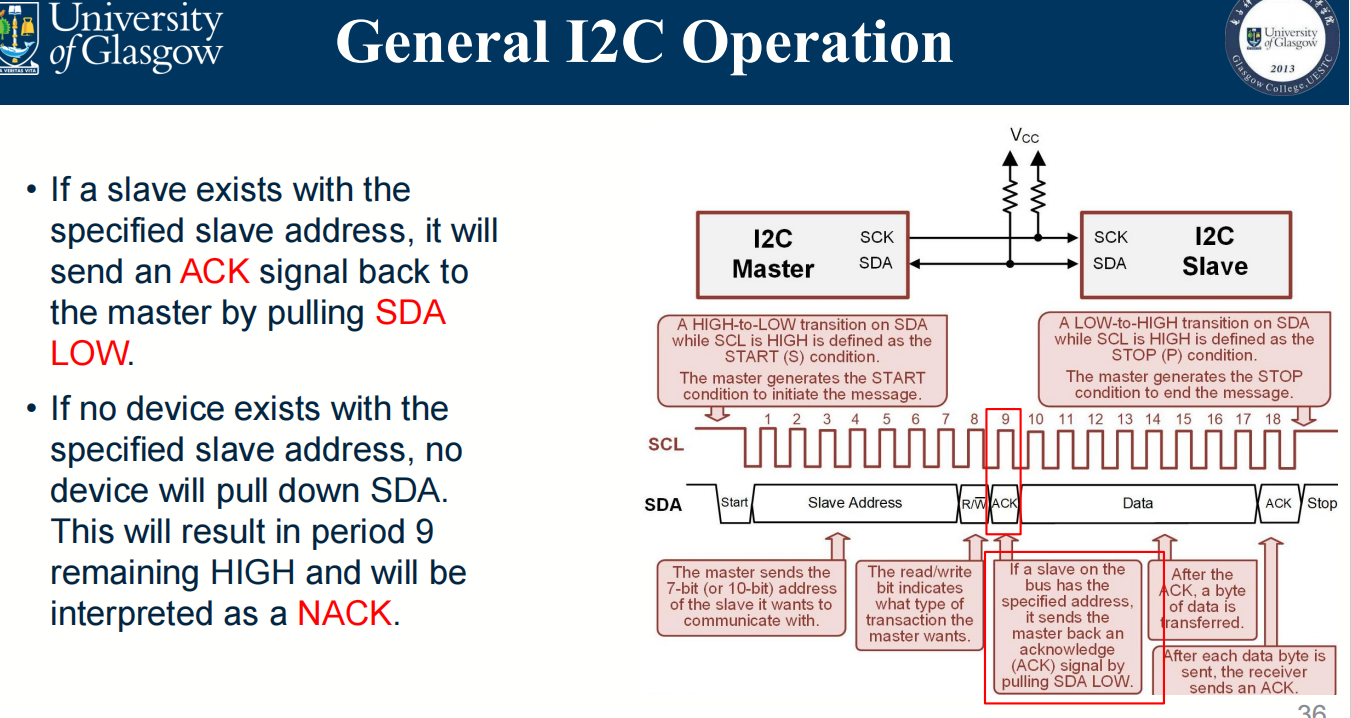 University
of Glasgow
VERITAS VITA
General I2C Operation
University
of Glasgow
2013
Glasgow College, UESTC
• If a slave exists with the
specified slave address, it will
send an ACK signal back to
the master by pulling SDA
LOW.
• If no device exists with the
specified slave address, no
device will pull down SDA.
This will result in period 9
remaining HIGH and will be
interpreted as a NACK.
VCC
I2C
Master
SCK
SDA
SCK
SDA
I2C
Slave
A HIGH-to-LOW transition on SDA
while SCL is HIGH is defined as the
START (S) condition.
The master generates the START
condition to initiate the message.
A LOW-to-HIGH transition on SDA
while SCL is HIGH is defined as the
STOP (P) condition.
The master generates the STOP
condition to end the message.
1 2 3 4 5 6 7 8 9 10 11 12 13 14 15 16 17 18
SCL
SDA Start Slave Address R/W̅ ACK Data ACK Stop
The master sends the
7-bit (or 10-bit) address
of the slave it wants to
communicate with.
The read/write
bit indicates
what type of
transaction the
master wants.
If a slave on the
bus has the
specified address,
it sends the
master back an
acknowledge
(ACK) signal by
pulling SDA LOW.
After the
ACK, a byte
of data is
transferred.
After each data byte is
sent, the receiver
sends an ACK.
36